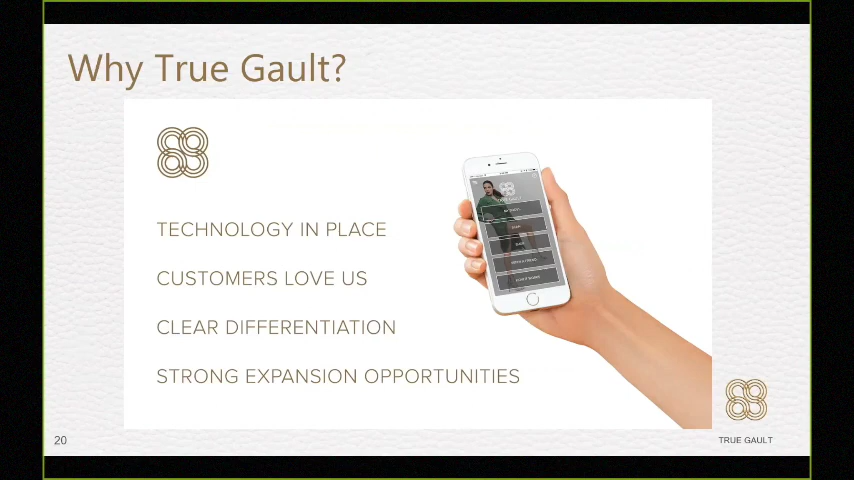 Why True Gault?
TECHNOLOGY IN PLACE
CUSTOMERS LOVE US
CLEAR DIFFERENTIATION
STRONG EXPANSION OPPORTUNITIES
20
TRUE GAULT